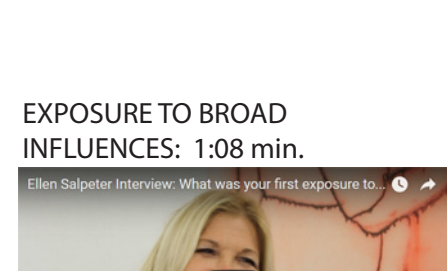 EXPOSURE TO BROAD
INFLUENCES: 1:08 min.
Ellen Salpeter Interview: What was your first exposure to...